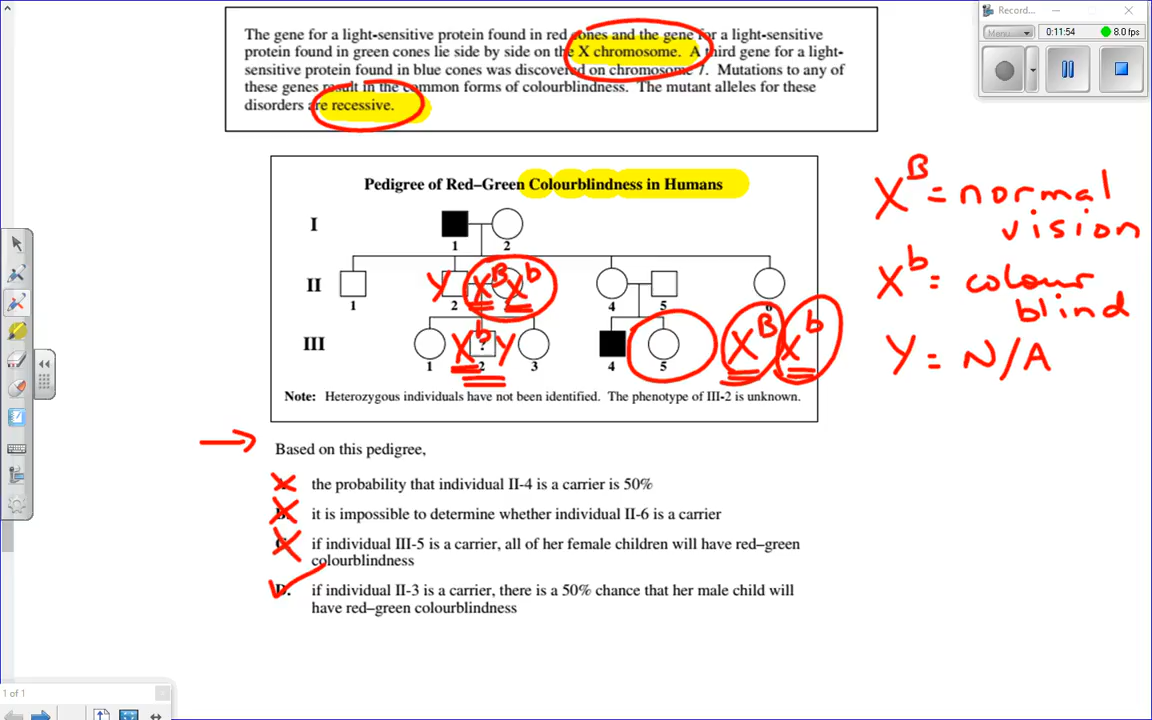 The gene for a light-sensitive protein found in red cones and the gene for a light-sensitive
protein found in green cones lie side by side on the X chromosome. A third gene for a light-
sensitive protein found in blue cones was discovered on chromosome 7. Mutations to any of
these genes result in the common forms of colourblindness. The mutant alleles for these
disorders are recessive.
Recor...
Menu
0:11:54
8.0 fps
Pedigree of Red–Green Colourblindness in Humans
I
1
2
II
1
Y
2
X^B X^b
4
5
6
III
1
X^b ? Y
2
3
4
5
X^B X^b
Note: Heterozygous individuals have not been identified. The phenotype of III-2 is unknown.
X^B = normal
vision
X^b = colour
blind
Y = N/A
Based on this pedigree,
the probability that individual II-4 is a carrier is 50%
it is impossible to determine whether individual II-6 is a carrier
if individual III-5 is a carrier, all of her female children will have red–green
colourblindness
D. if individual II-3 is a carrier, there is a 50% chance that her male child will
have red–green colourblindness
1 of 1